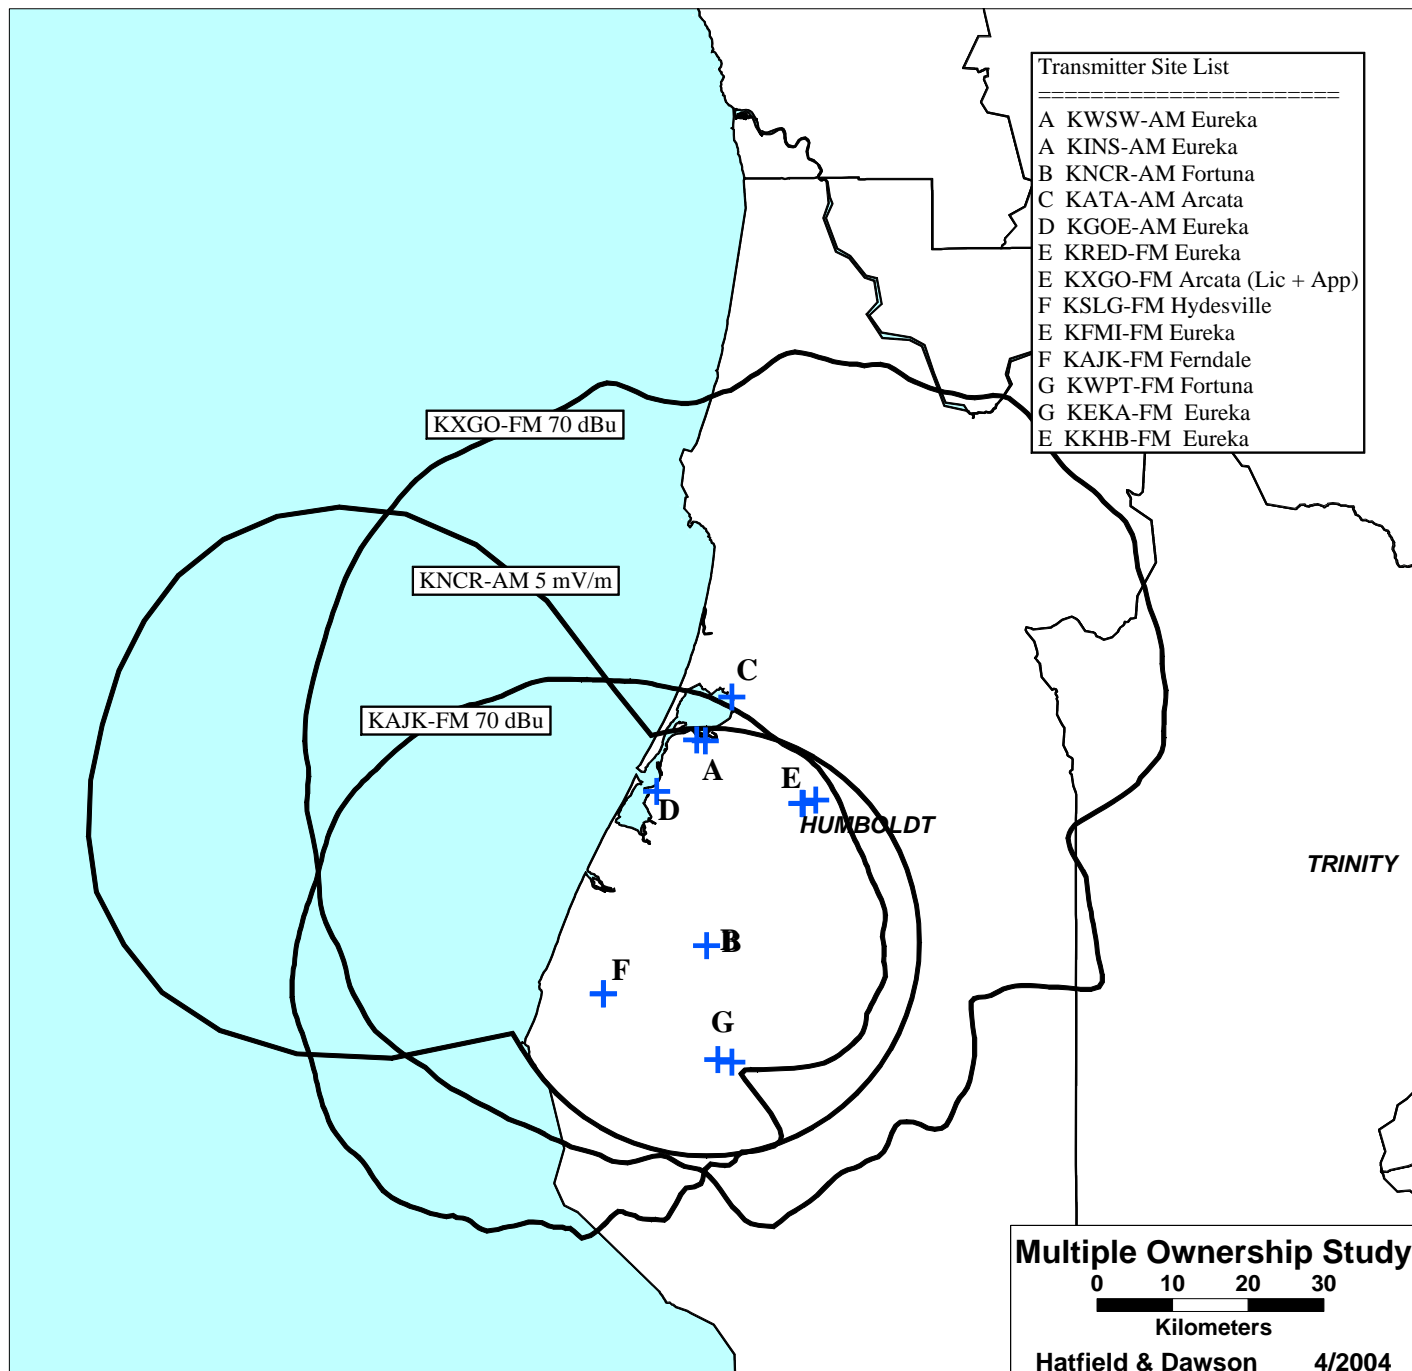 Transmitter Site List
=======================
A KWSW-AM Eureka
A KINS-AM Eureka
B KNCR-AM Fortuna
C KATA-AM Arcata
D KGOE-AM Eureka
E KRED-FM Eureka
E KXGO-FM Arcata (Lic + App)
F KSLG-FM Hydesville
E KFMI-FM Eureka
F KAJK-FM Ferndale
G KWPT-FM Fortuna
G KEKA-FM Eureka
E KKHB-FM Eureka
KXGO-FM 70 dBu
KNCR-AM 5 mV/m
C
KAJK-FM 70 dBu
A
E
D
HUMBOLDT
TRINITY
B
F
G
Multiple Ownership Study
0 10 20 30
Kilometers
Hatfield & Dawson 4/2004